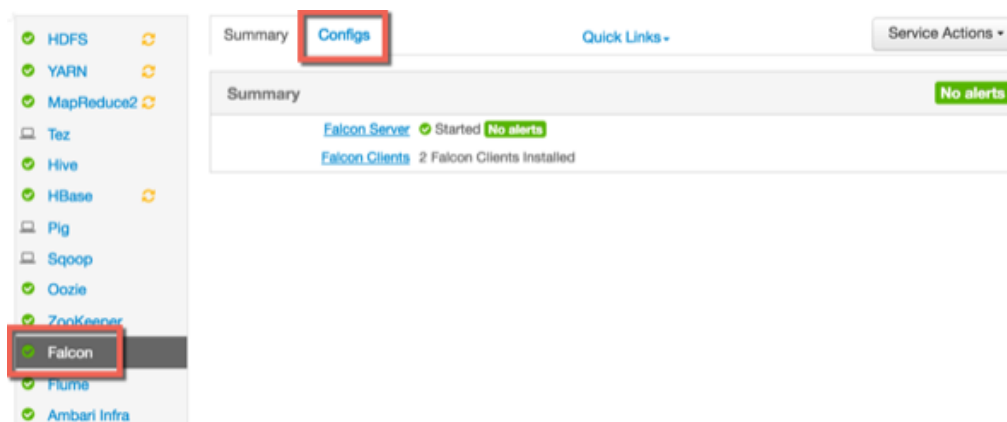 HDFS
YARN
MapReduce2
Tez
Hive
HBase
Pig
Sqoop
Oozie
ZooKeeper
Falcon
Flume
Ambari Infra
Summary Configs Quick Links Service Actions
Summary No alerts
Falcon Server Started No alerts
Falcon Clients 2 Falcon Clients Installed